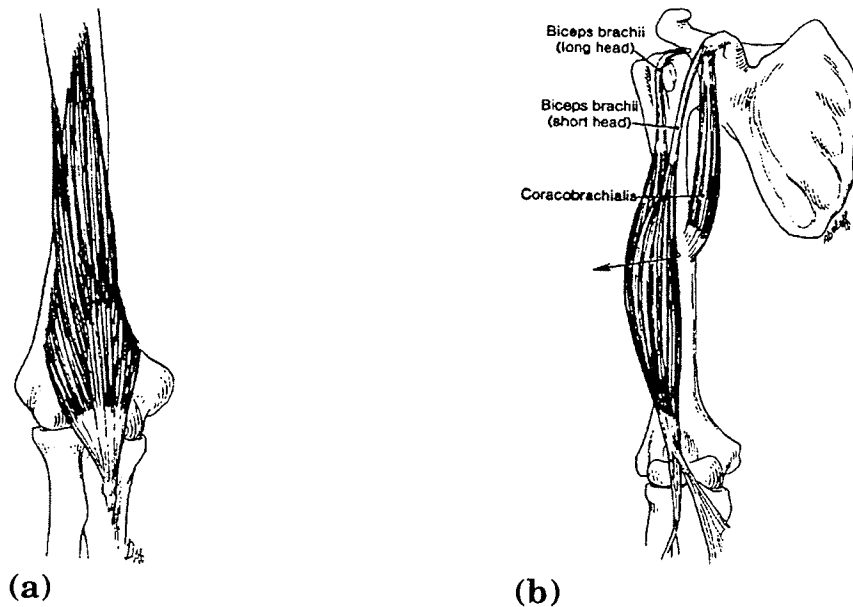 Biceps brachii
(long head)
Biceps brachii
(short head)
Coracobrachialis
(a)
(b)